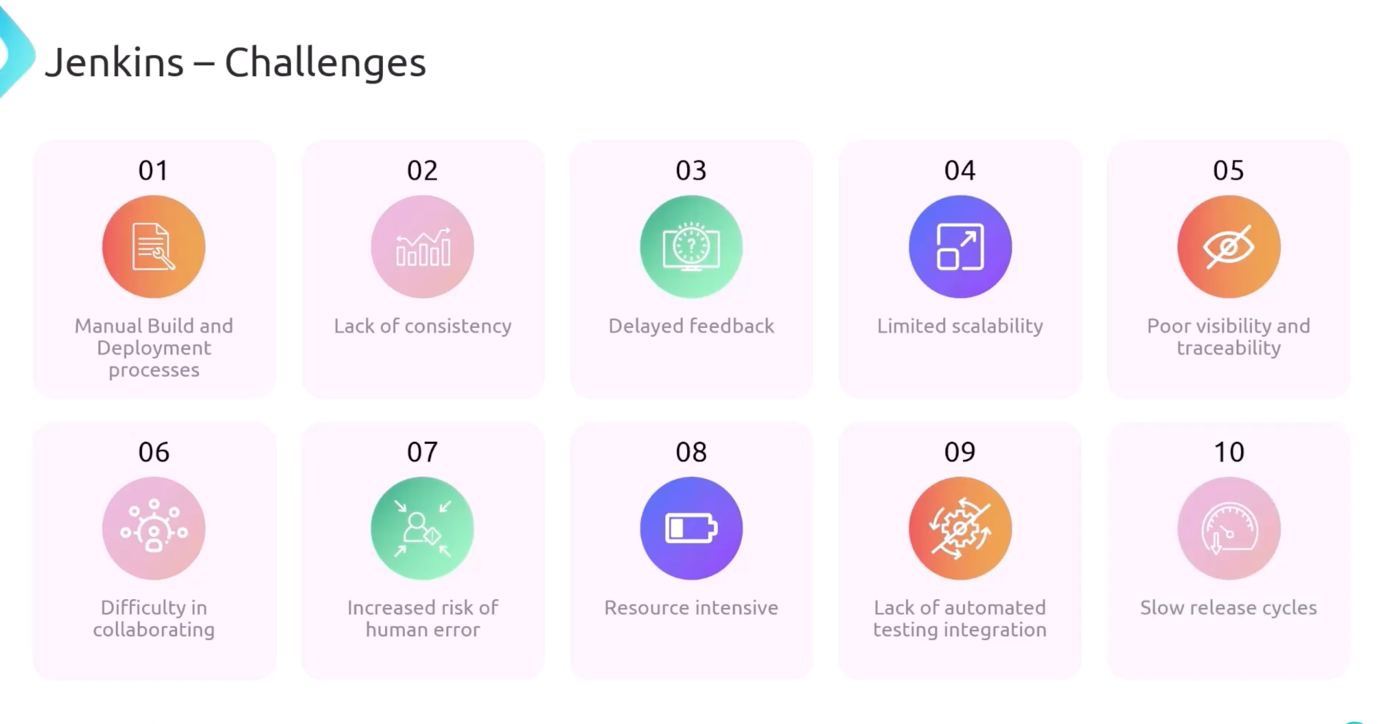 Jenkins – Challenges
01
Manual Build and
Deployment
processes
02
Lack of consistency
03
?
Delayed feedback
04
Limited scalability
05
Poor visibility and
traceability
06
Difficulty in
collaborating
07
Increased risk of
human error
08
Resource intensive
09
Lack of automated
testing integration
10
Slow release cycles